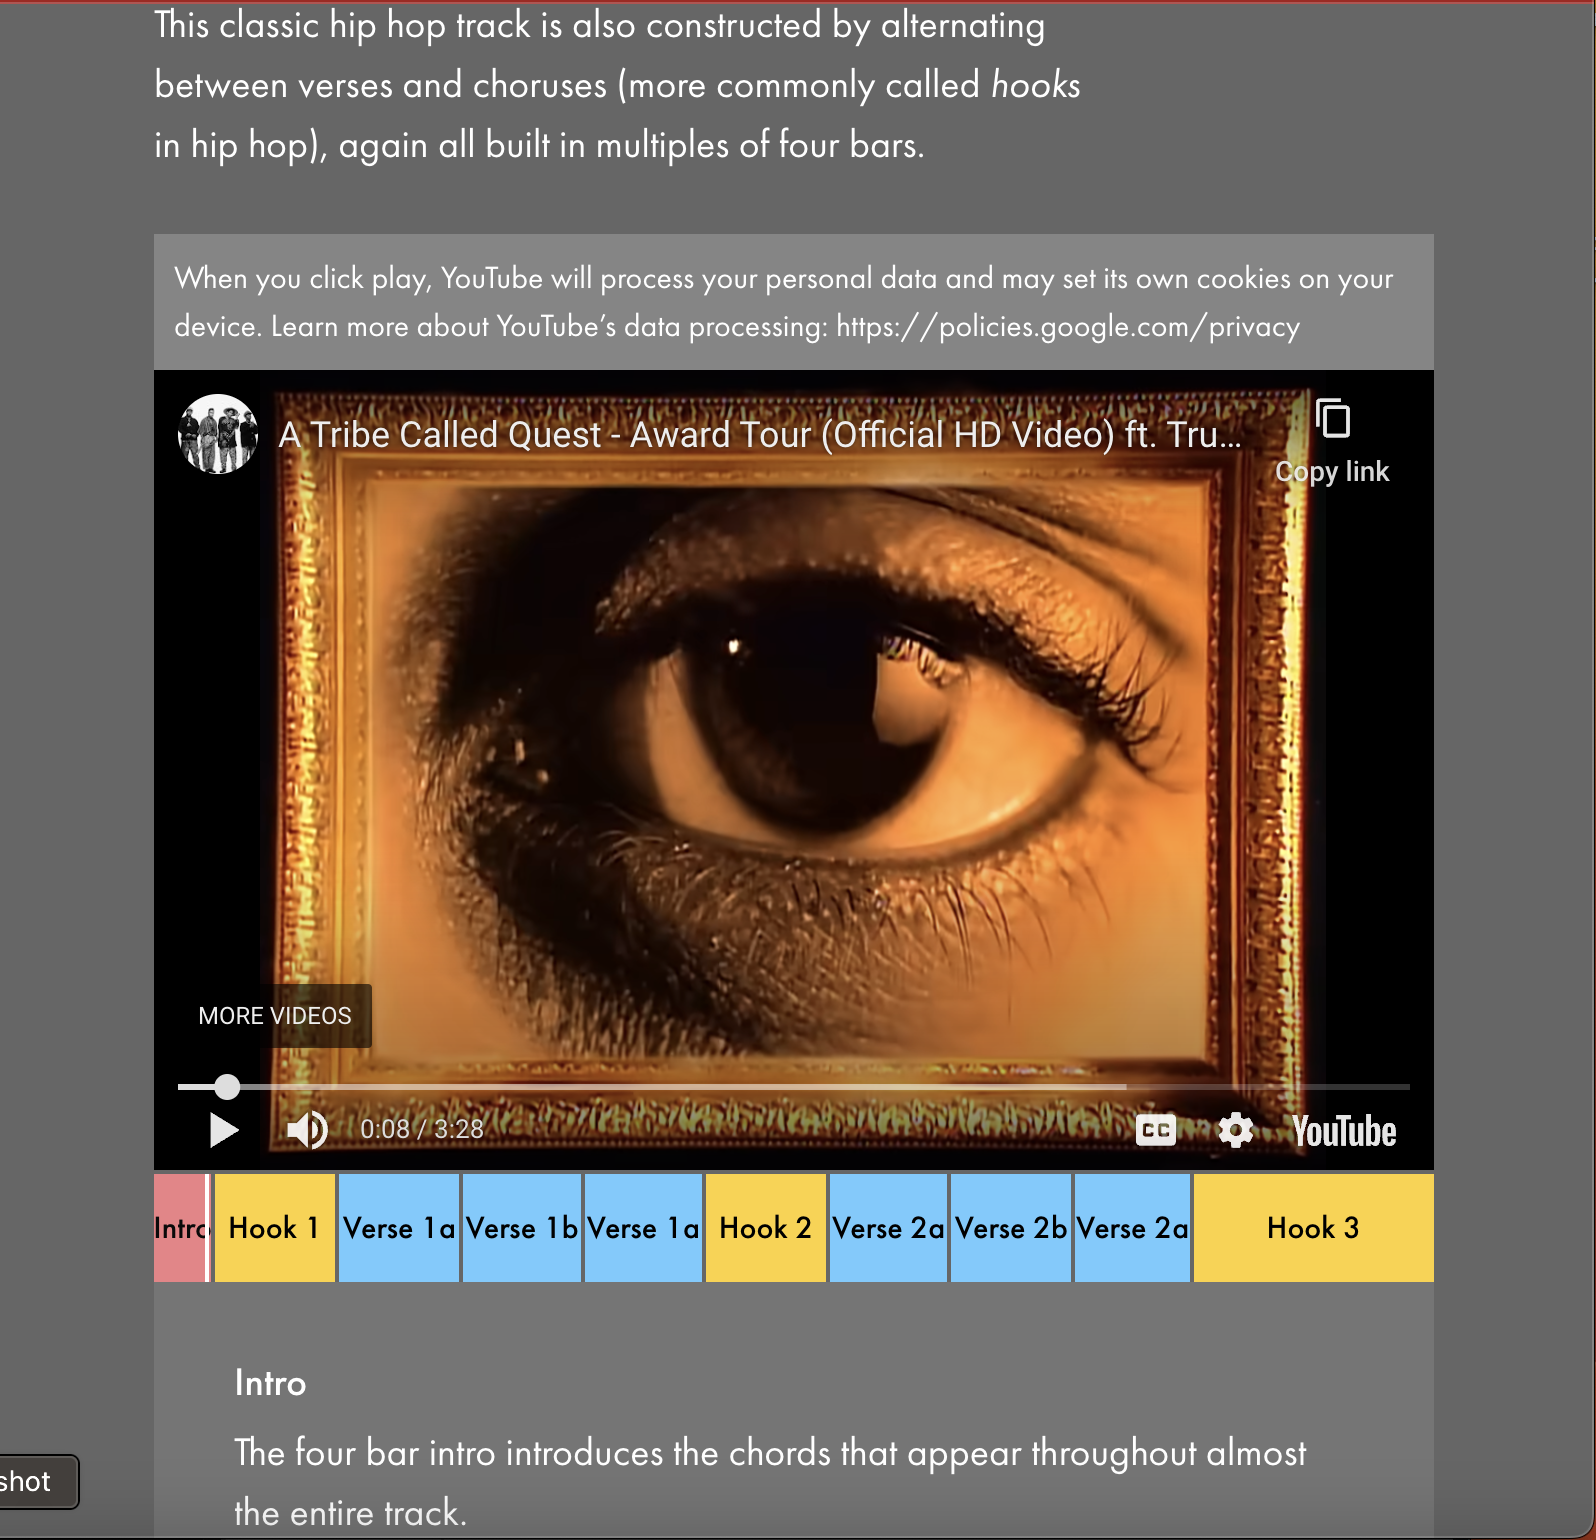 This classic hip hop track is also constructed by alternating
between verses and choruses (more commonly called hooks
in hip hop), again all built in multiples of four bars.
When you click play, YouTube will process your personal data and may set its own cookies on your
device. Learn more about YouTube’s data processing: https://policies.google.com/privacy
A Tribe Called Quest - Award Tour (Official HD Video) ft. Tru...
Copy link
MORE VIDEOS
0:08 / 3:28
CC
YouTube
Intro Hook 1 Verse 1a Verse 1b Verse 1a Hook 2 Verse 2a Verse 2b Verse 2a Hook 3
Intro
The four bar intro introduces the chords that appear throughout almost
the entire track.
shot